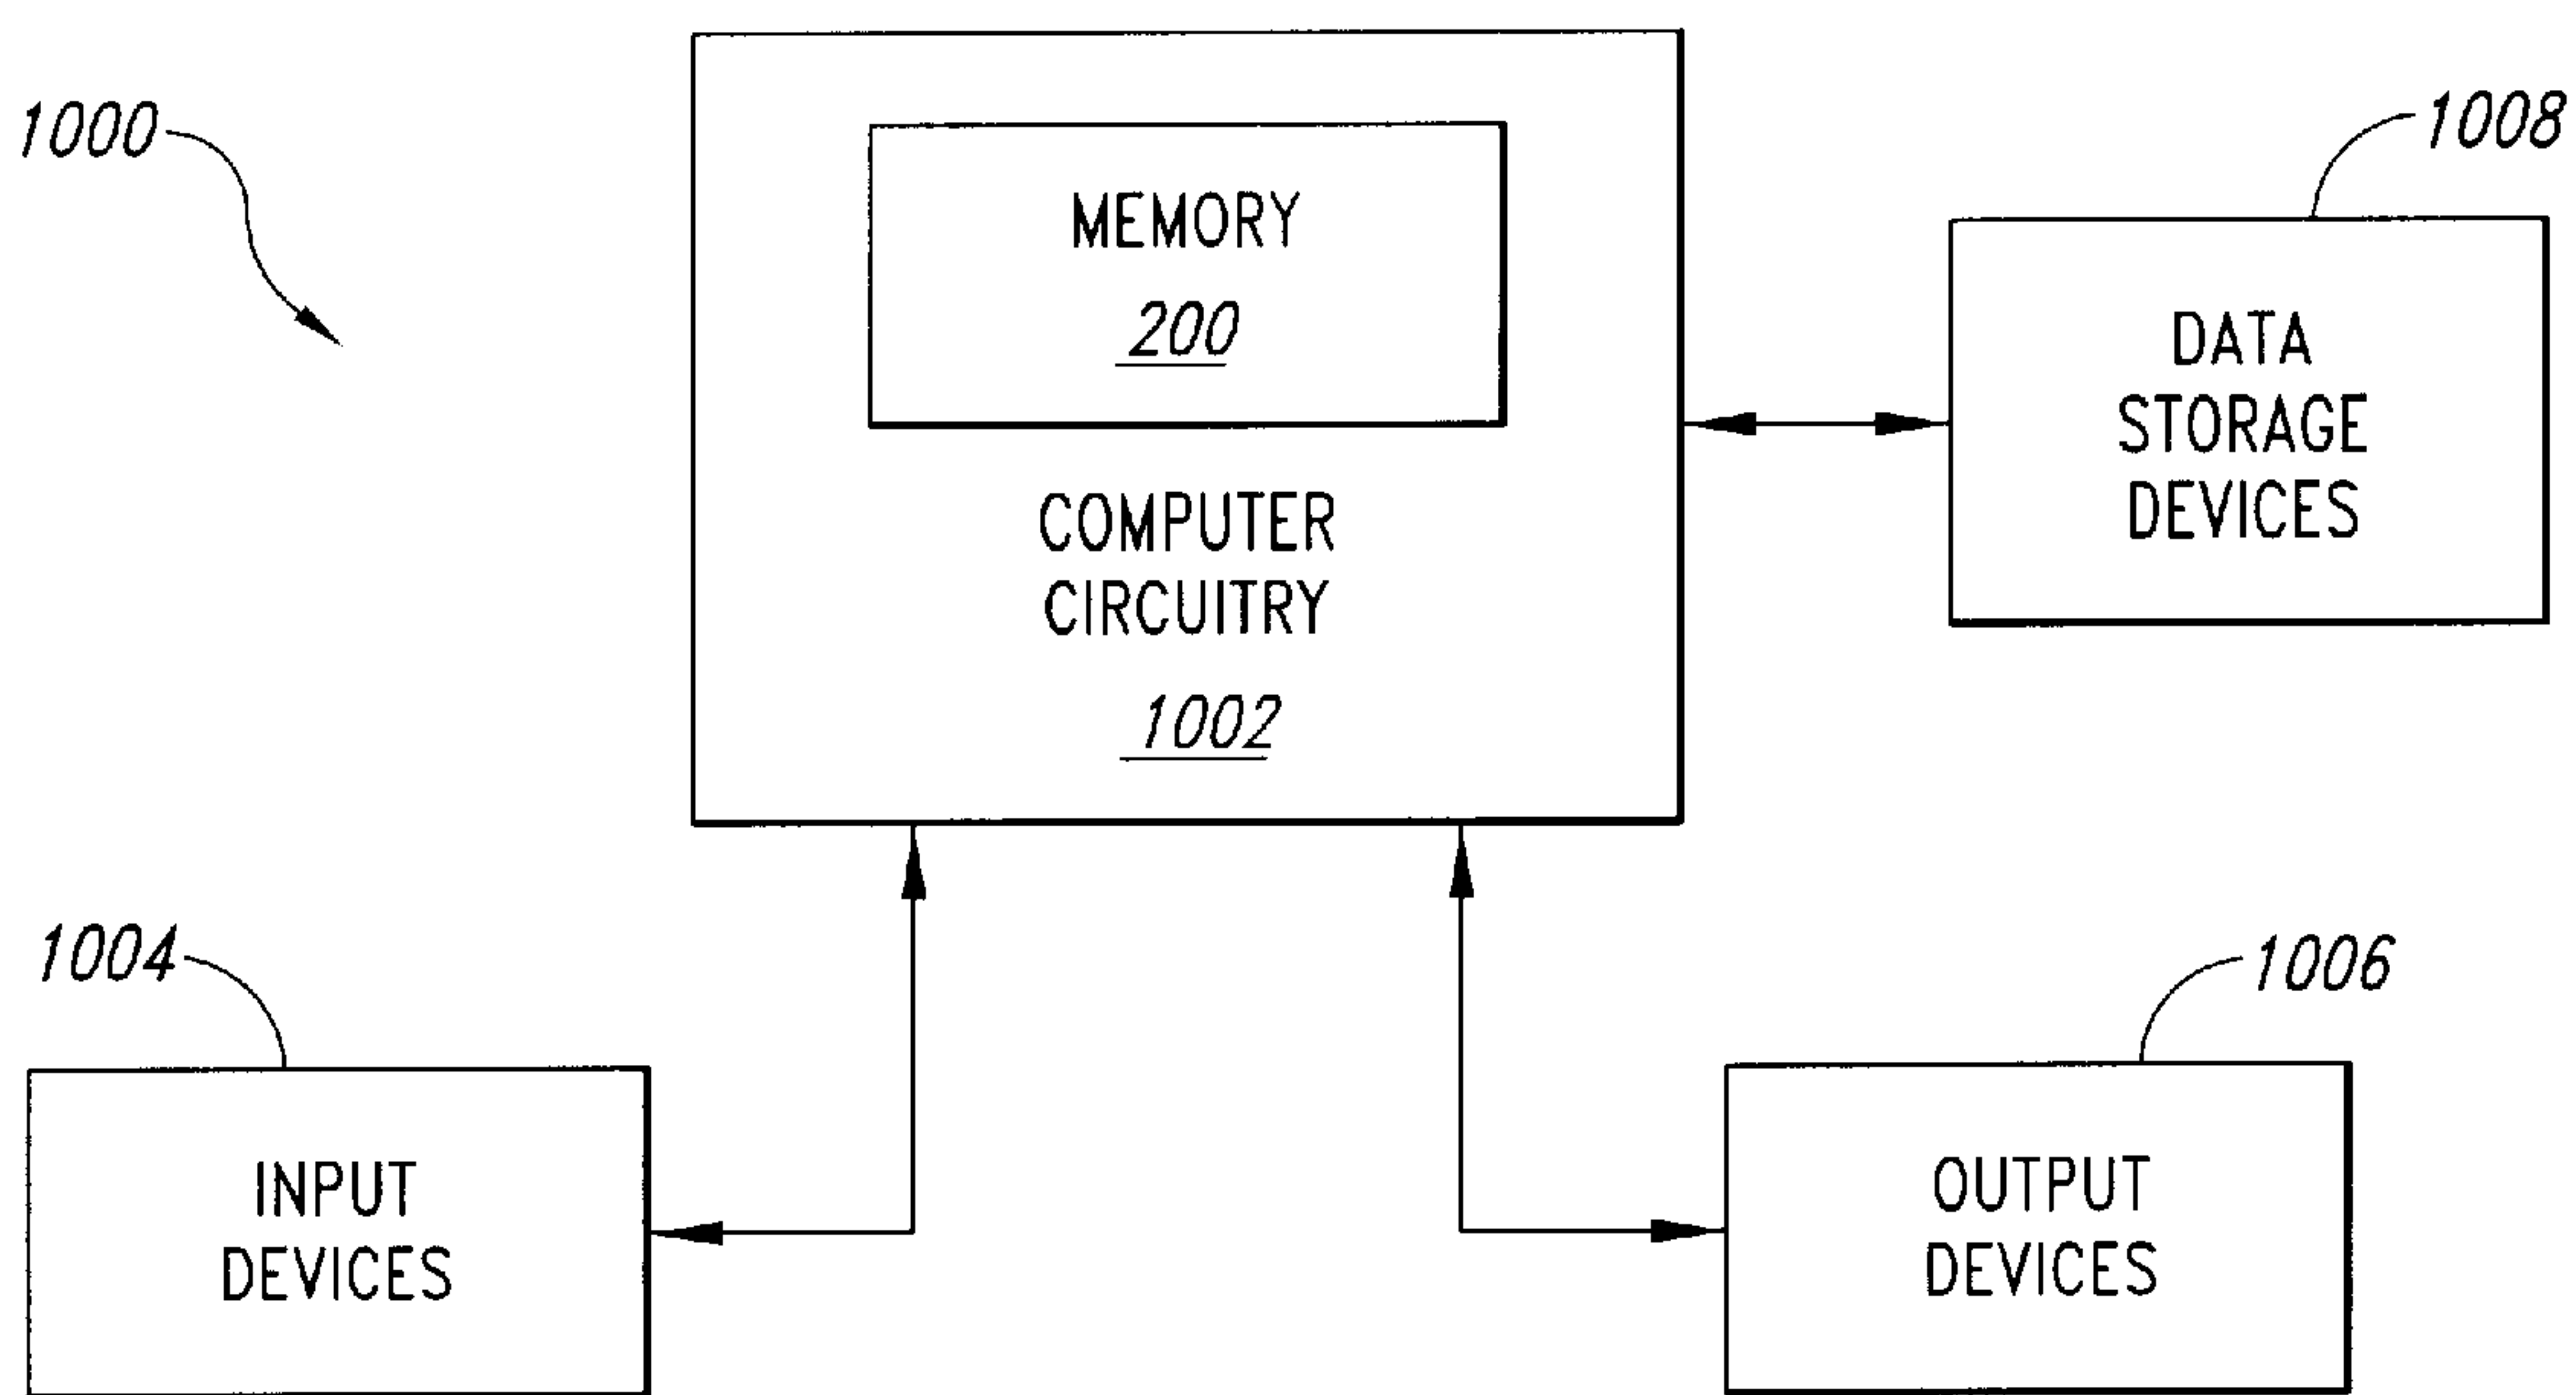 1000
MEMORY
200
COMPUTER
CIRCUITRY
1002
1008
DATA
STORAGE
DEVICES
1004
INPUT
DEVICES
1006
OUTPUT
DEVICES